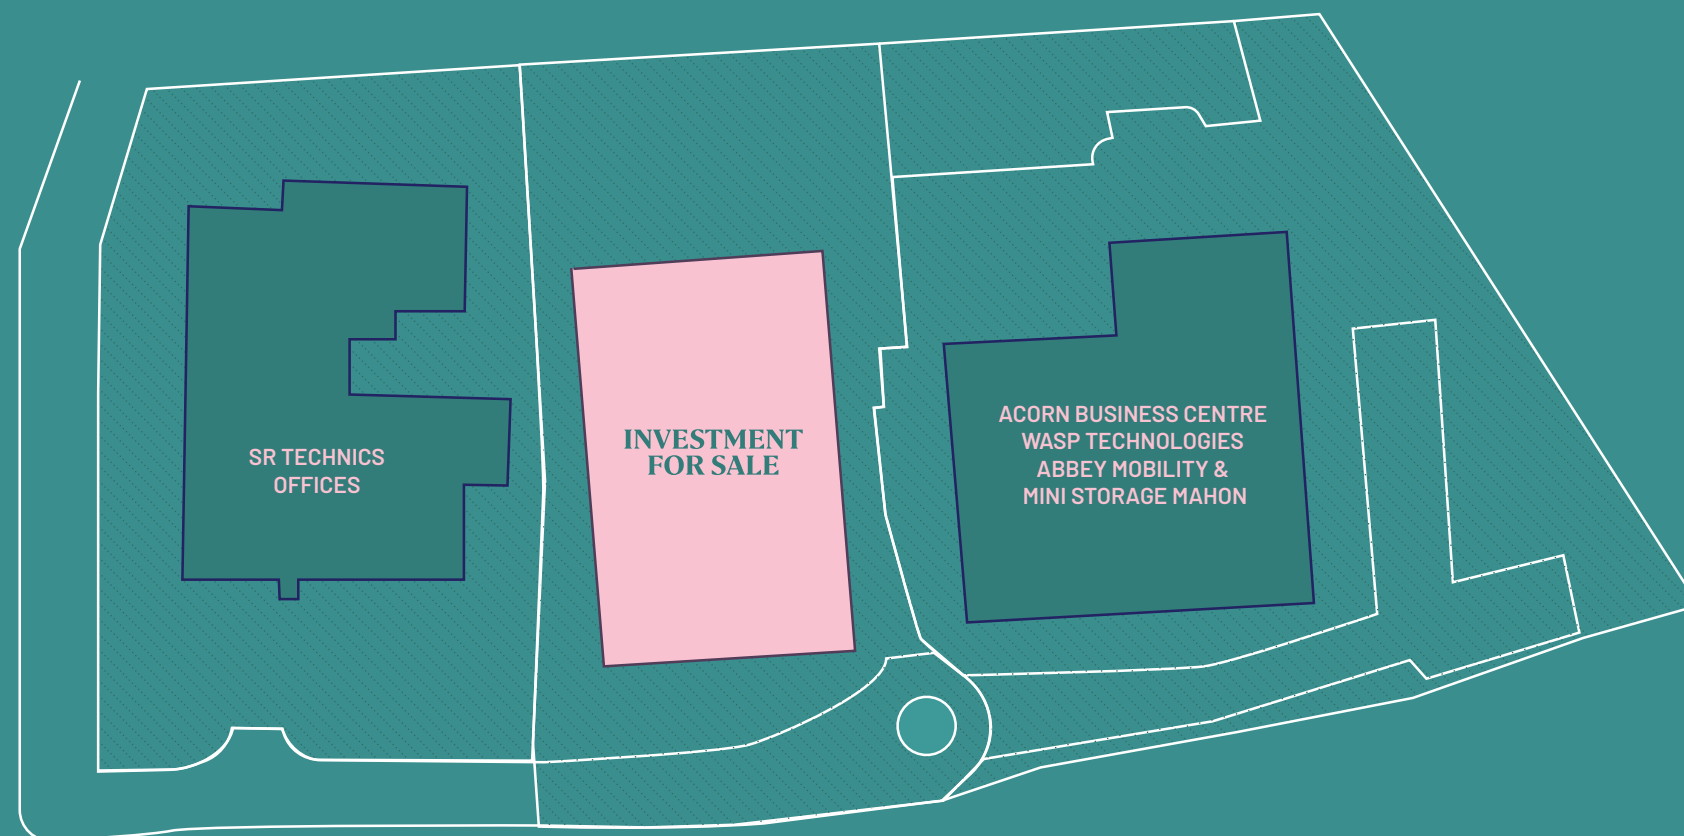 SR TECHNICS
OFFICES
INVESTMENT
FOR SALE
ACORN BUSINESS CENTRE
WASP TECHNOLOGIES
ABBEY MOBILITY &
MINI STORAGE MAHON